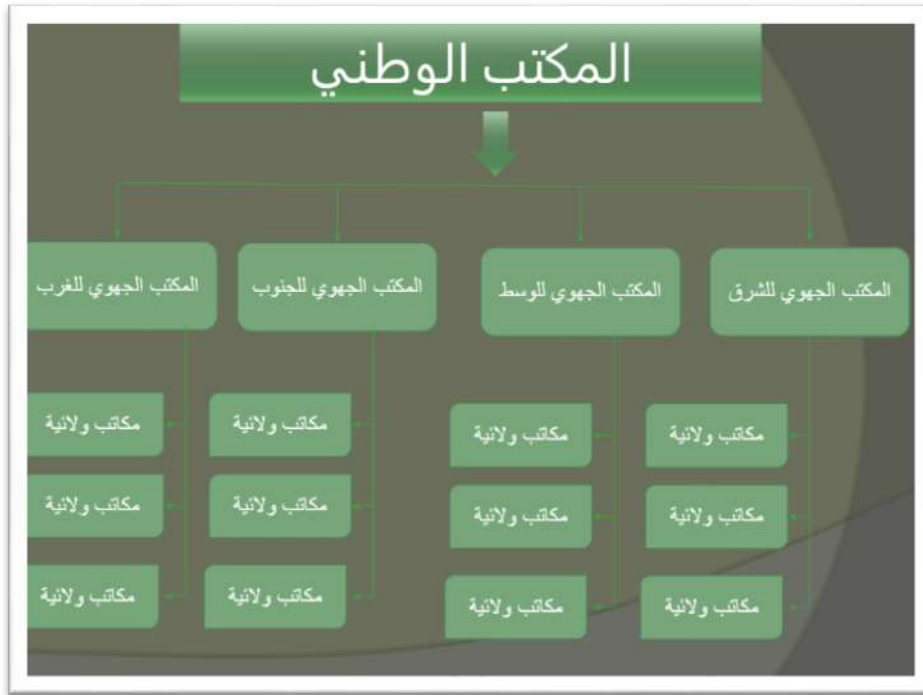 المكتب الوطني
المكتب الجهوي للشرق
المكتب الجهوي للوسط
المكتب الجهوي للجنوب
المكتب الجهوي للغرب
مكاتب ولائية
مكاتب ولائية
مكاتب ولائية
مكاتب ولائية
مكاتب ولائية
مكاتب ولائية
مكاتب ولائية
مكاتب ولائية
مكاتب ولائية
مكاتب ولائية
مكاتب ولائية
مكاتب ولائية